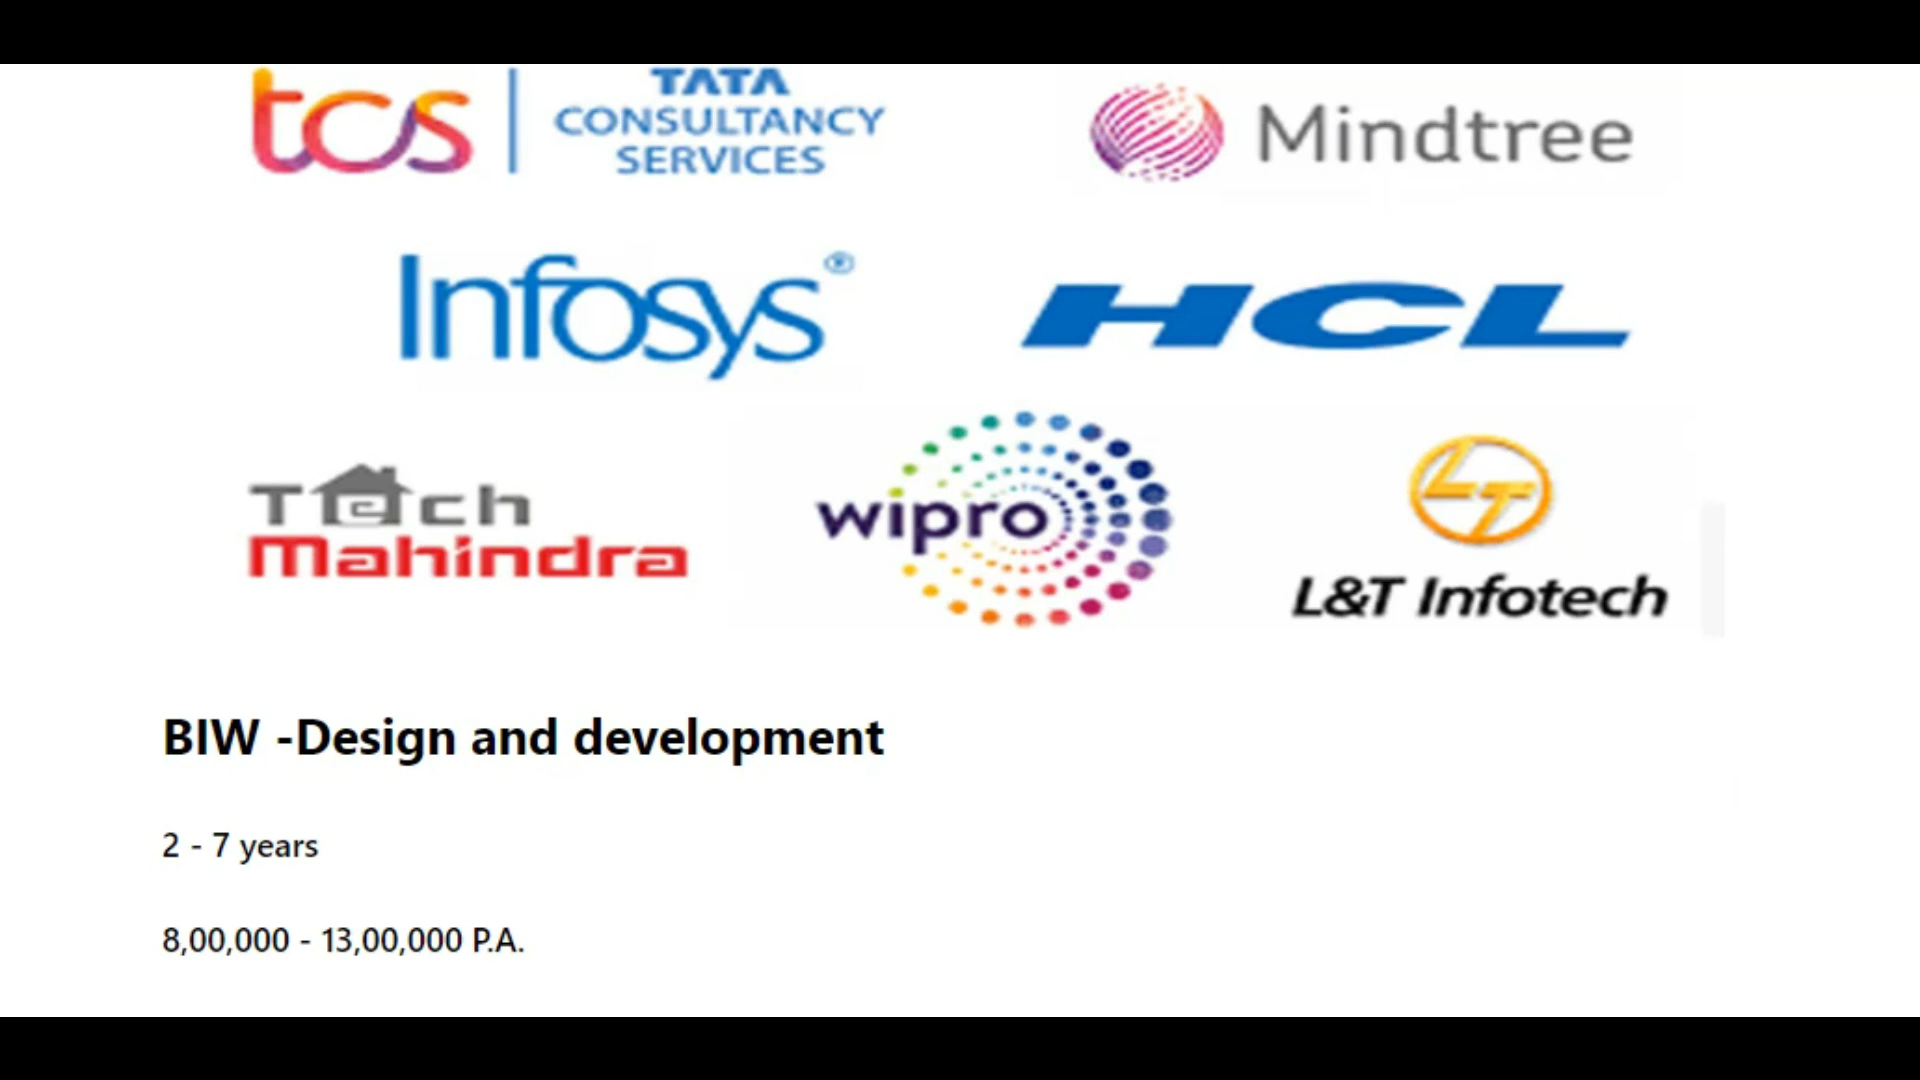 tcs
TATA
CONSULTANCY
SERVICES
Mindtree
Infosys®
HCL
Tech
Mahindra
wipro
LT
L&T Infotech
BIW -Design and development
2 - 7 years
8,00,000 - 13,00,000 P.A.